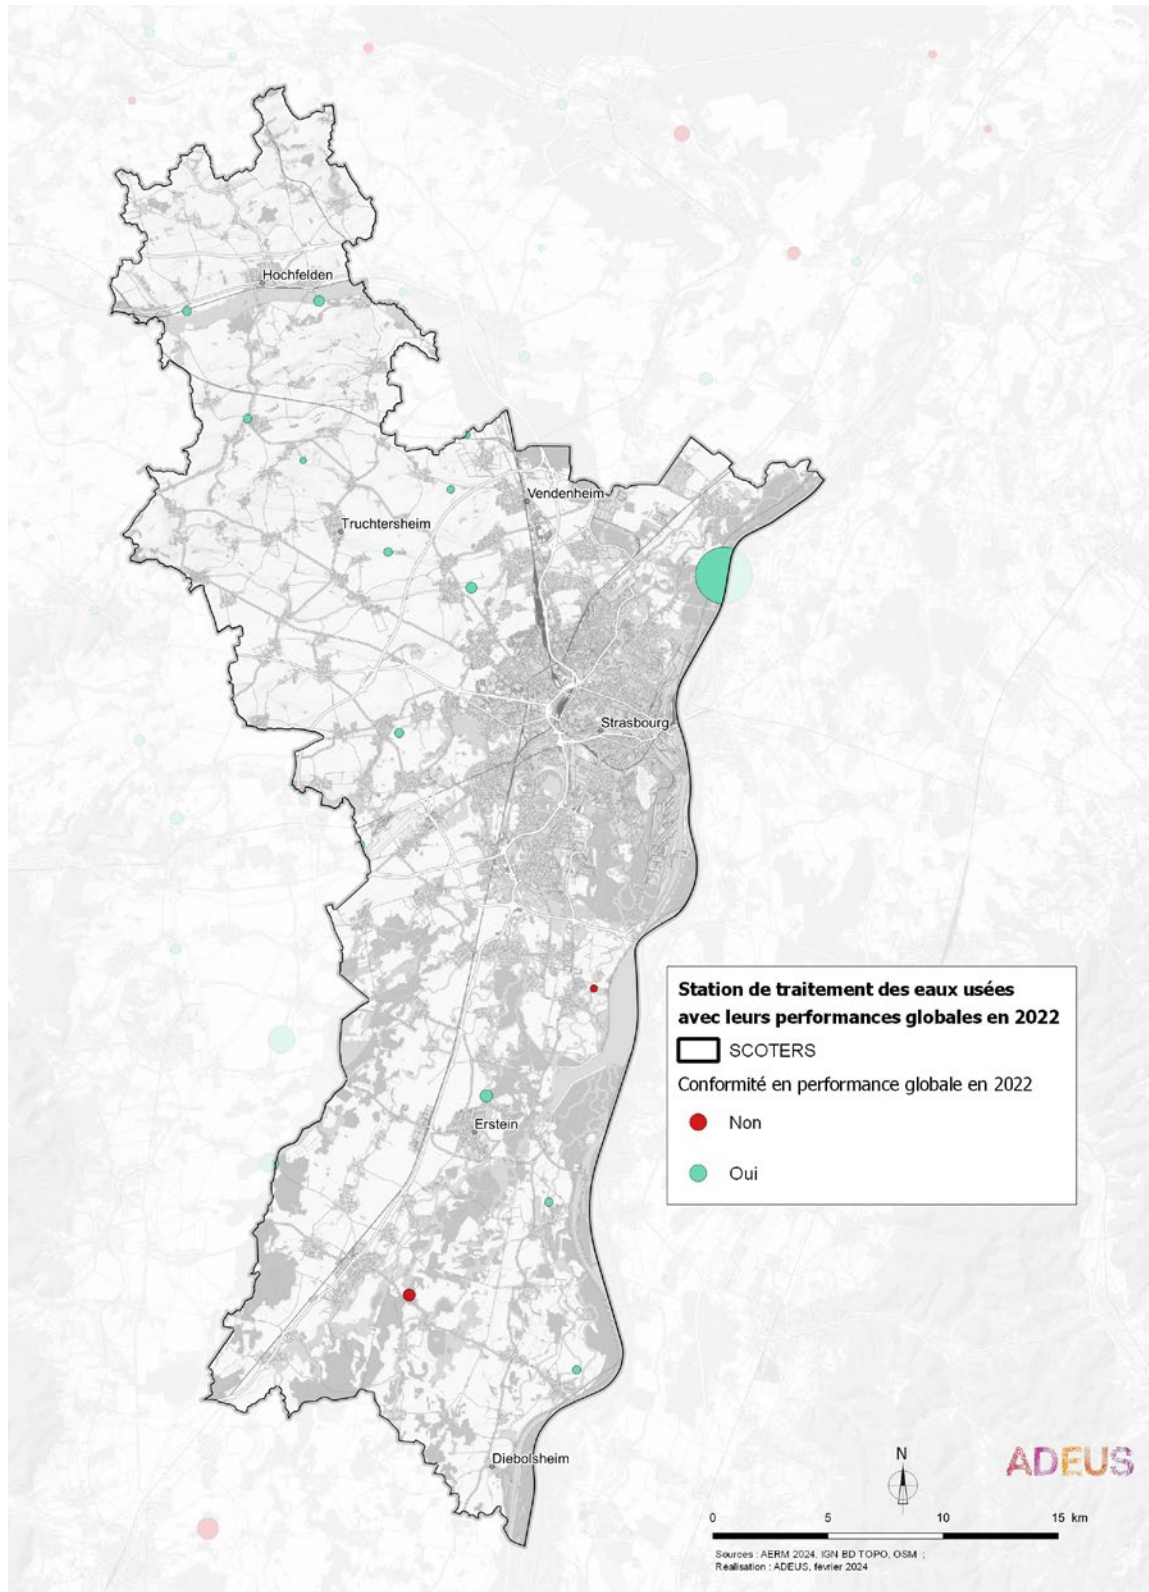 Hochfelden
Vendenheim
Truchtersheim
Strasbourg
Station de traitement des eaux usées
avec leurs performances globales en 2022
SCOTERS
Conformité en performance globale en 2022
Non
Oui
Erstein
Diebolsheim
N
ADEUS
0 5 10 15 km
Sources : AERM 2024, IGN BD TOPO, OSM ;
Réalisation : ADEUS, février 2024